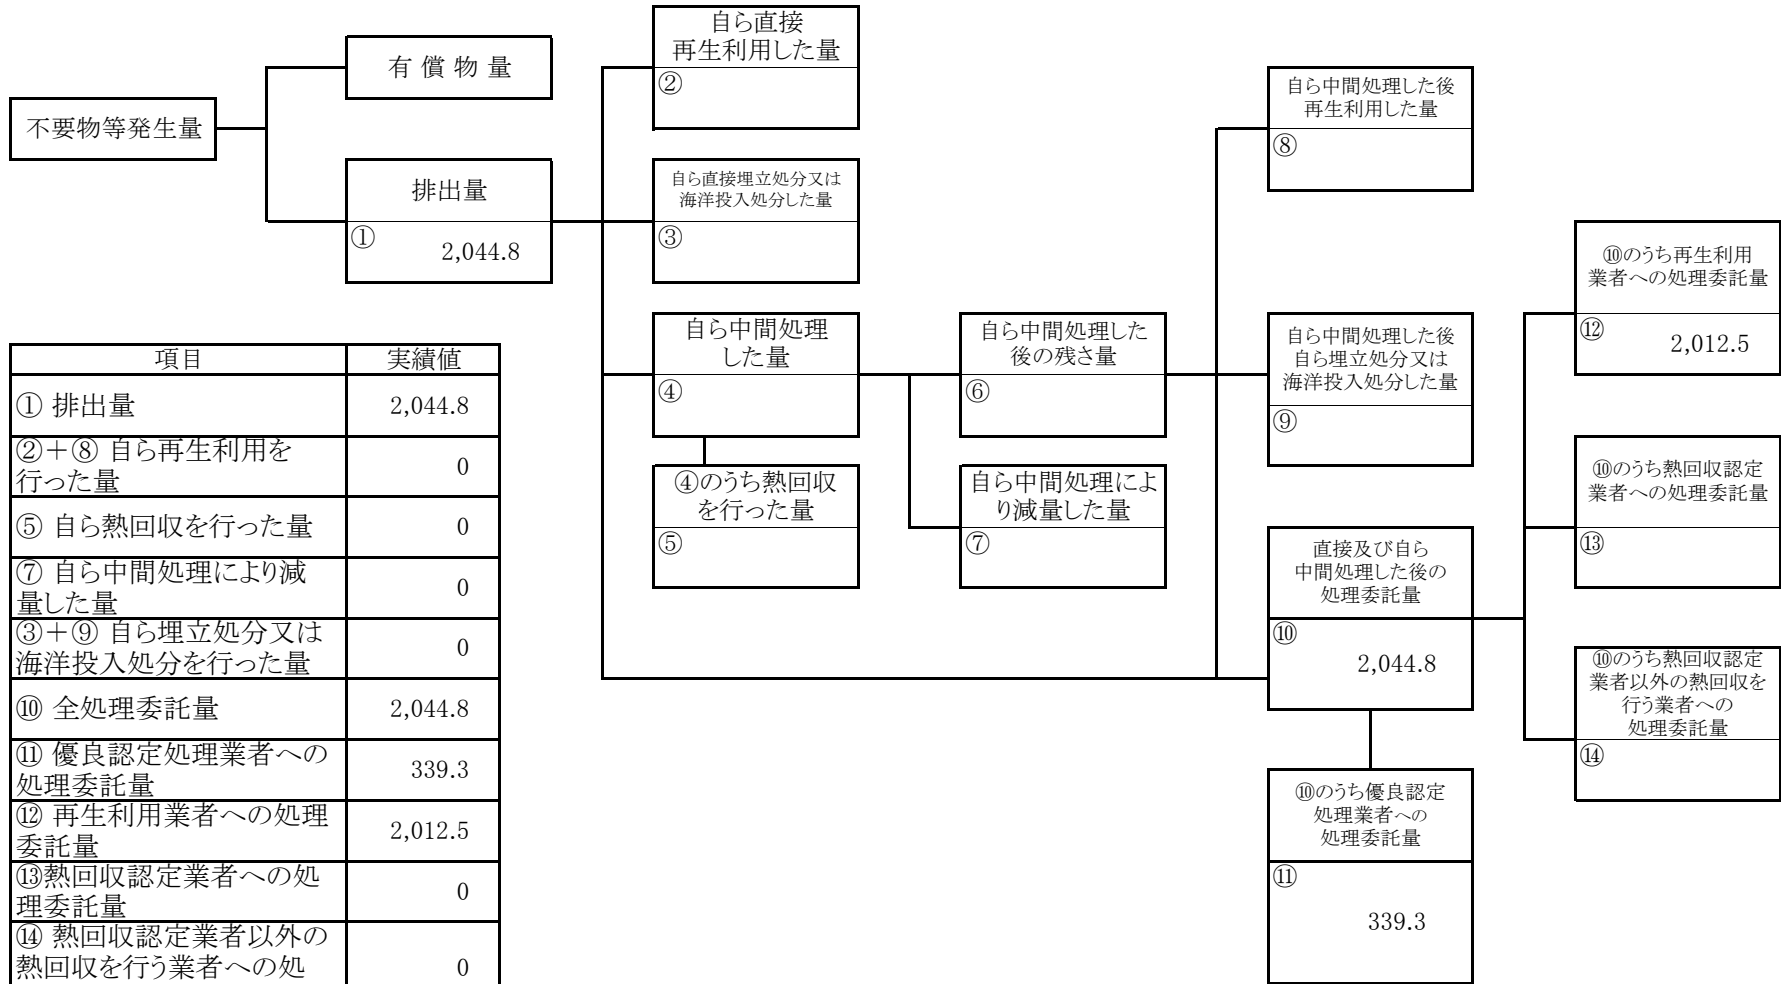 不要物等発生量
有 償 物 量
排出量
①
2,044.8
自ら直接
再生利用した量
②
自ら直接埋立処分又は
海洋投入処分した量
③
自ら中間処理
した量
④
④のうち熱回収
を行った量
⑤
自ら中間処理した
後の残さ量
⑥
自ら中間処理によ
り減量した量
⑦
自ら中間処理した後
再生利用した量
⑧
自ら中間処理した後
自ら埋立処分又は
海洋投入処分した量
⑨
直接及び自ら
中間処理した後の
処理委託量
⑩
2,044.8
⑩のうち優良認定
処理業者への
処理委託量
⑪
339.3
⑩のうち再生利用
業者への処理委託量
⑫
2,012.5
⑩のうち熱回収認定
業者への処理委託量
⑬
⑩のうち熱回収認定
業者以外の熱回収を
行う業者への
処理委託量
⑭
項目 実績値
① 排出量 2,044.8
②＋⑧ 自ら再生利用を
行った量 0
⑤ 自ら熱回収を行った量 0
⑦ 自ら中間処理により減
量した量 0
③＋⑨ 自ら埋立処分又は
海洋投入処分を行った量 0
⑩ 全処理委託量 2,044.8
⑪ 優良認定処理業者への
処理委託量 339.3
⑫ 再生利用業者への処理
委託量 2,012.5
⑬熱回収認定業者への処
理委託量 0
⑭ 熱回収認定業者以外の
熱回収を行う業者への処 0